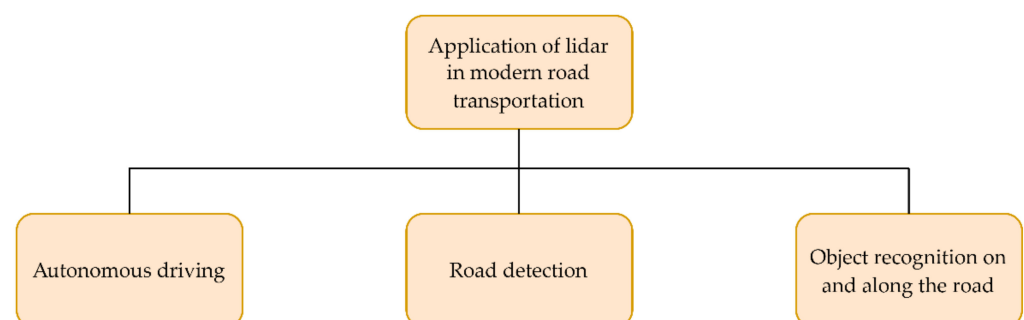 Application of lidar
in modern road
transportation
Autonomous driving
Road detection
Object recognition on
and along the road